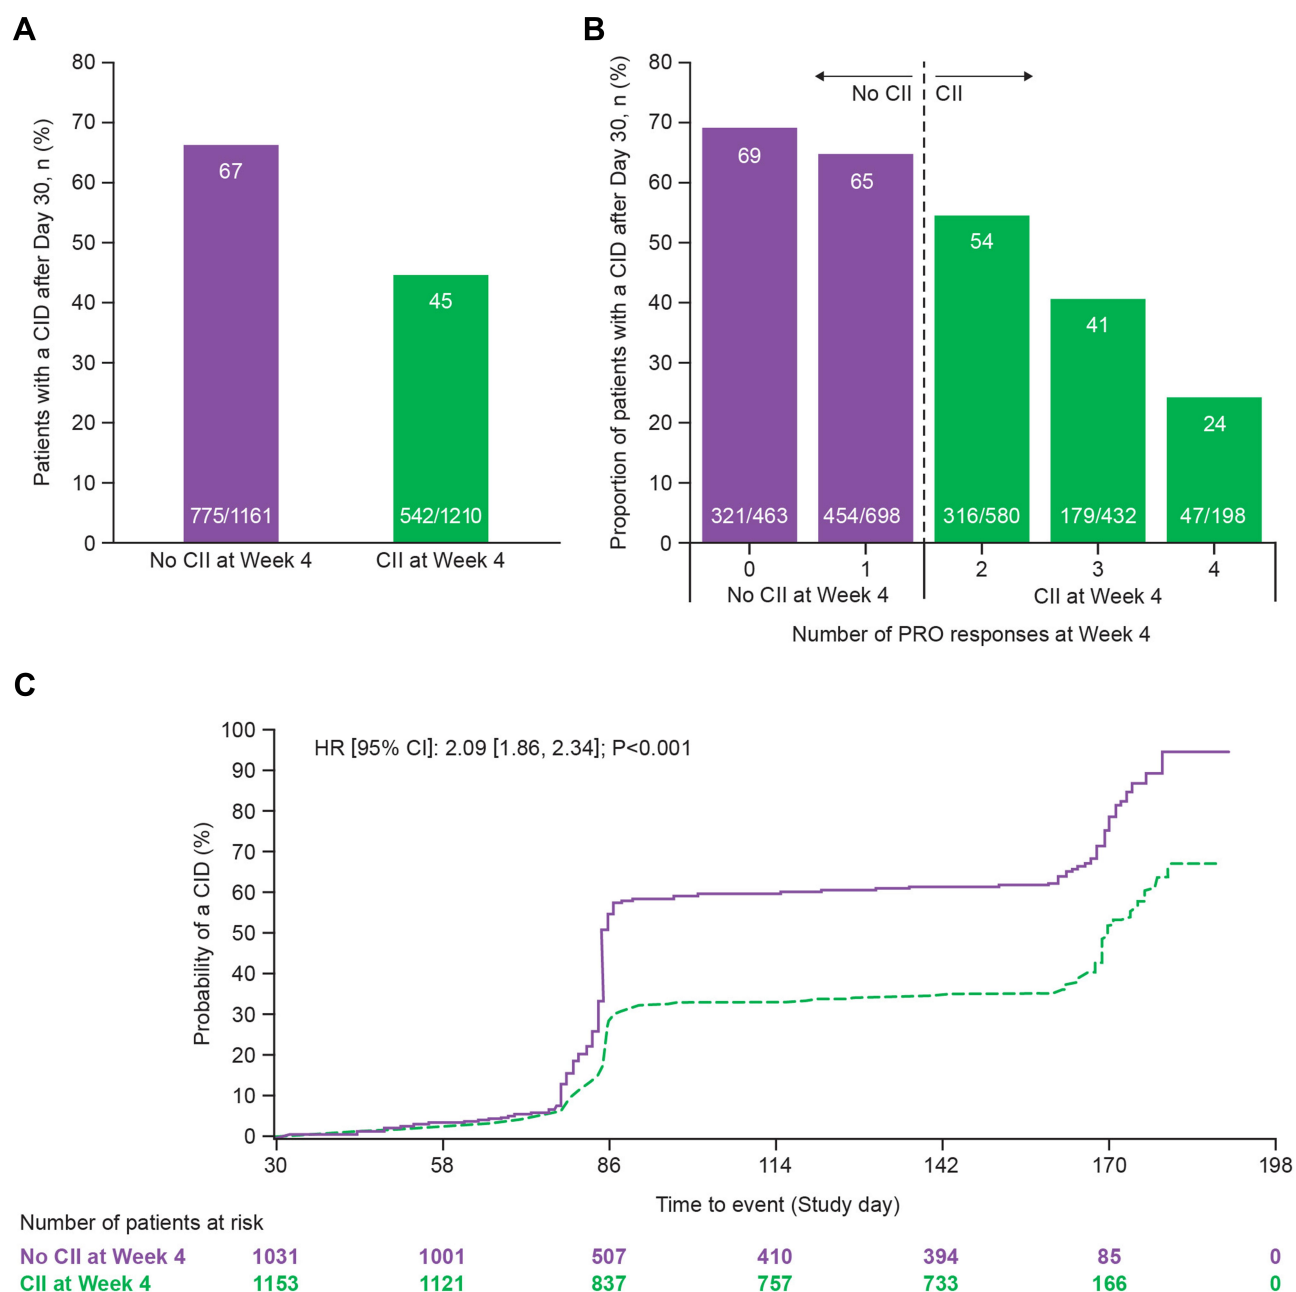 A
Patients with a CID after Day 30, n (%)
80
70
60
50
40
30
20
10
0
67
775/1161
45
542/1210
No CII at Week 4
CII at Week 4
B
Proportion of patients with a CID after Day 30, n (%)
80
70
60
50
40
30
20
10
0
No CII
CII
69
65
54
41
24
321/463
454/698
316/580
179/432
47/198
0 1 2 3 4
No CII at Week 4
CII at Week 4
Number of PRO responses at Week 4
C
Probability of a CID (%)
100
90
80
70
60
50
40
30
20
10
0
HR [95% CI]: 2.09 [1.86, 2.34]; P<0.001
30 58 86 114 142 170 198
Time to event (Study day)
Number of patients at risk
No CII at Week 4 1031 1001 507 410 394 85 0
CII at Week 4 1153 1121 837 757 733 166 0